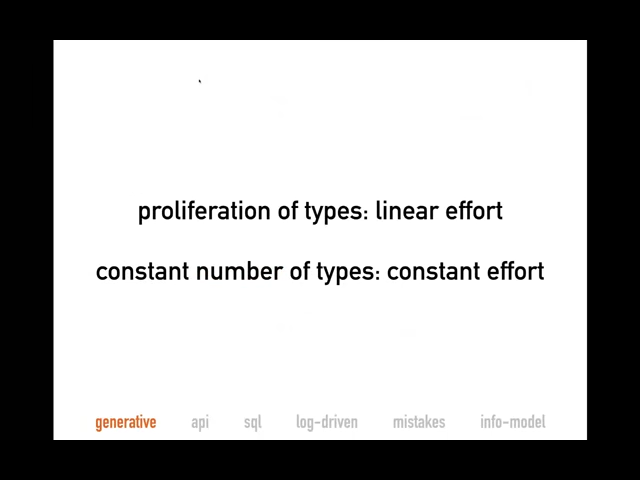 proliferation of types: linear effort
constant number of types: constant effort
generative api sql log-driven mistakes info-model